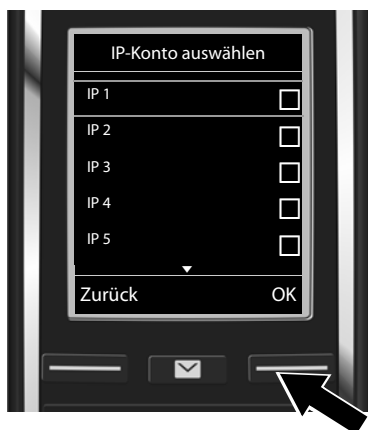 IP-Konto auswählen
IP 1
IP 2
IP 3
IP 4
IP 5
Zurück OK